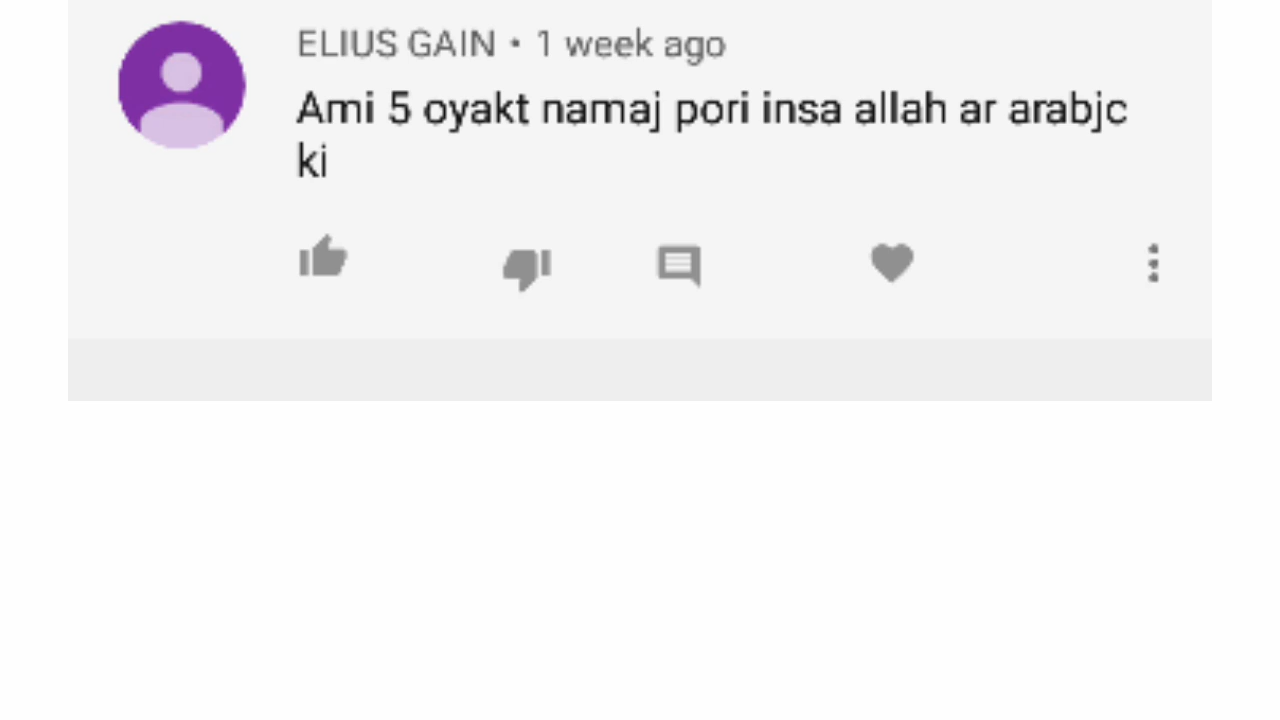 ELIUS GAIN • 1 week ago
Ami 5 oyakt namaj pori insa allah ar arabjc
ki